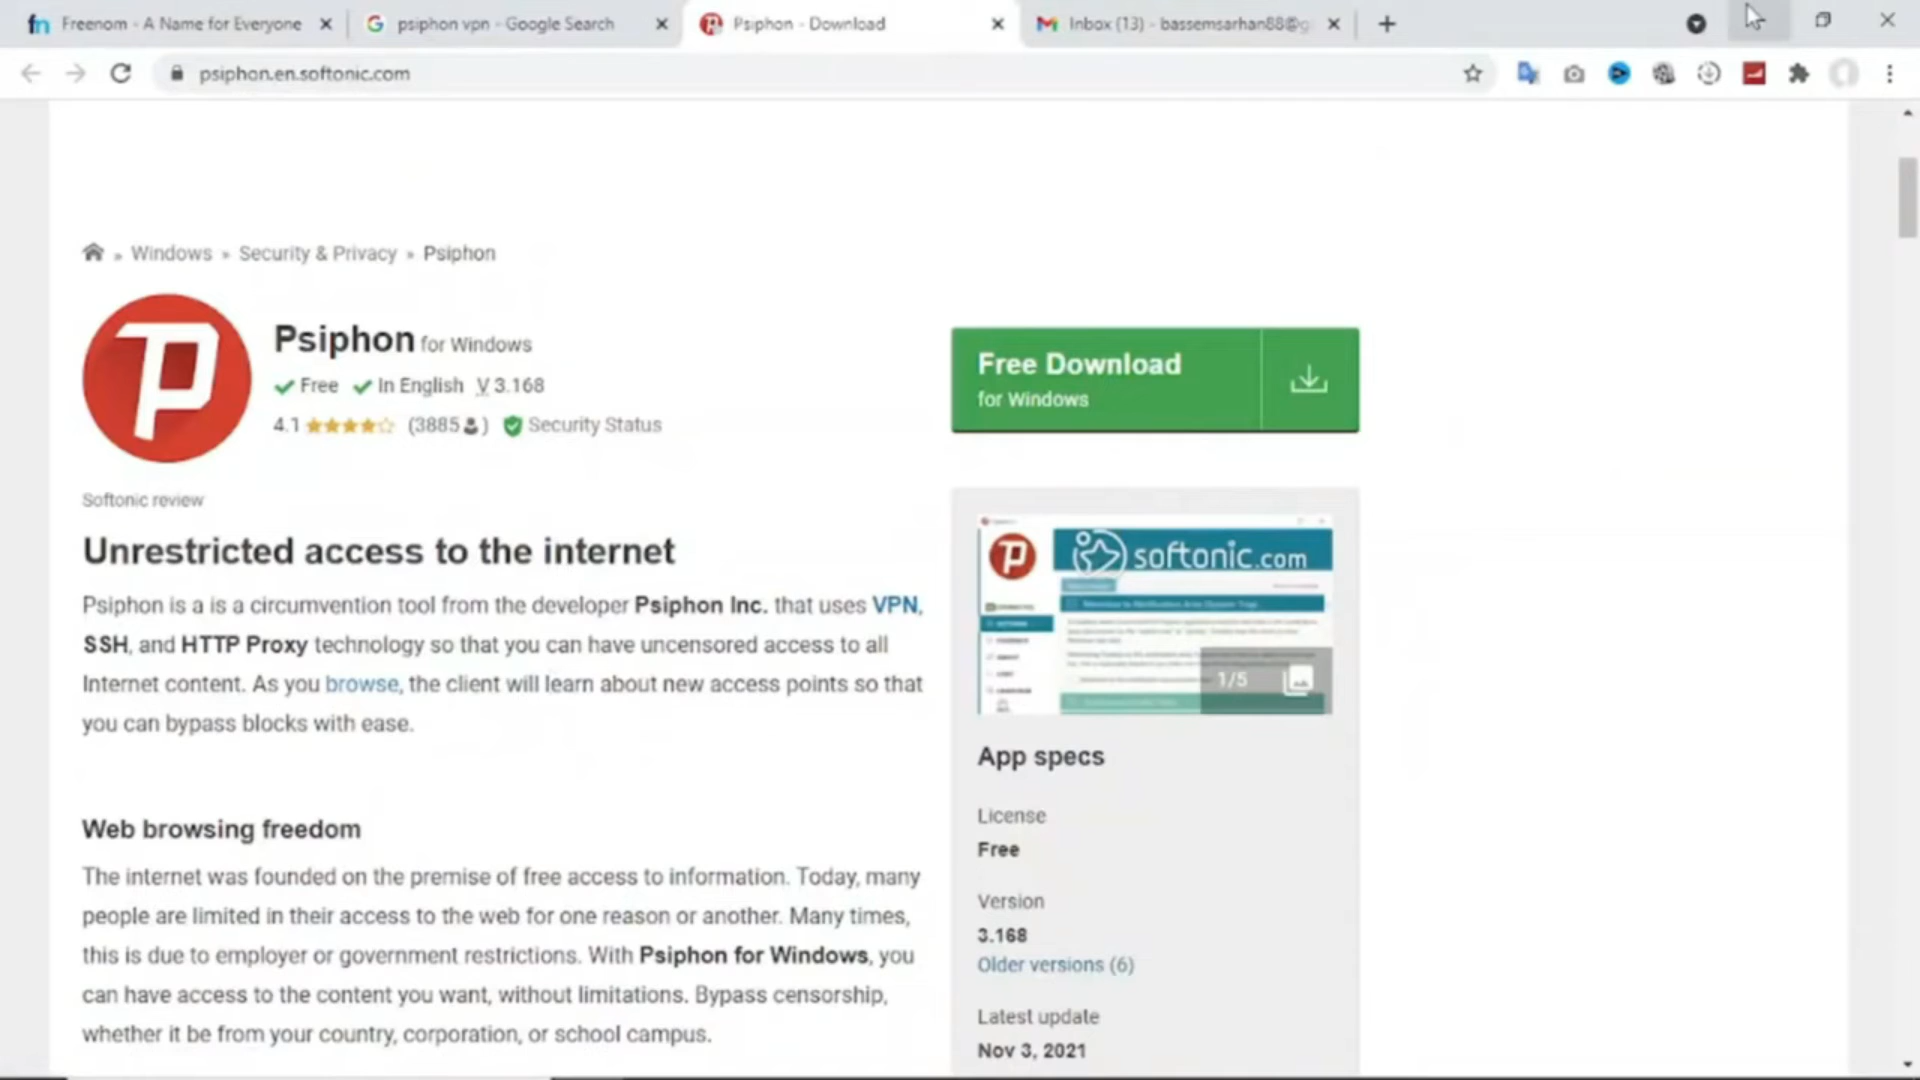 fn Freenom - A Name for Everyone
psiphon vpn - Google Search
Psiphon - Download
Inbox (13) - bassemsarhan88@g
psiphon.en.softonic.com
» Windows » Security & Privacy » Psiphon
Psiphon for Windows
Free In English V 3.168
4.1 (3885) Security Status
Free Download
for Windows
Softonic review
Unrestricted access to the internet
Psiphon is a is a circumvention tool from the developer Psiphon Inc. that uses VPN,
SSH, and HTTP Proxy technology so that you can have uncensored access to all
Internet content. As you browse, the client will learn about new access points so that
you can bypass blocks with ease.
softonic.com
1/5
Web browsing freedom
The internet was founded on the premise of free access to information. Today, many
people are limited in their access to the web for one reason or another. Many times,
this is due to employer or government restrictions. With Psiphon for Windows, you
can have access to the content you want, without limitations. Bypass censorship,
whether it be from your country, corporation, or school campus.
App specs
License
Free
Version
3.168
Older versions (6)
Latest update
Nov 3, 2021